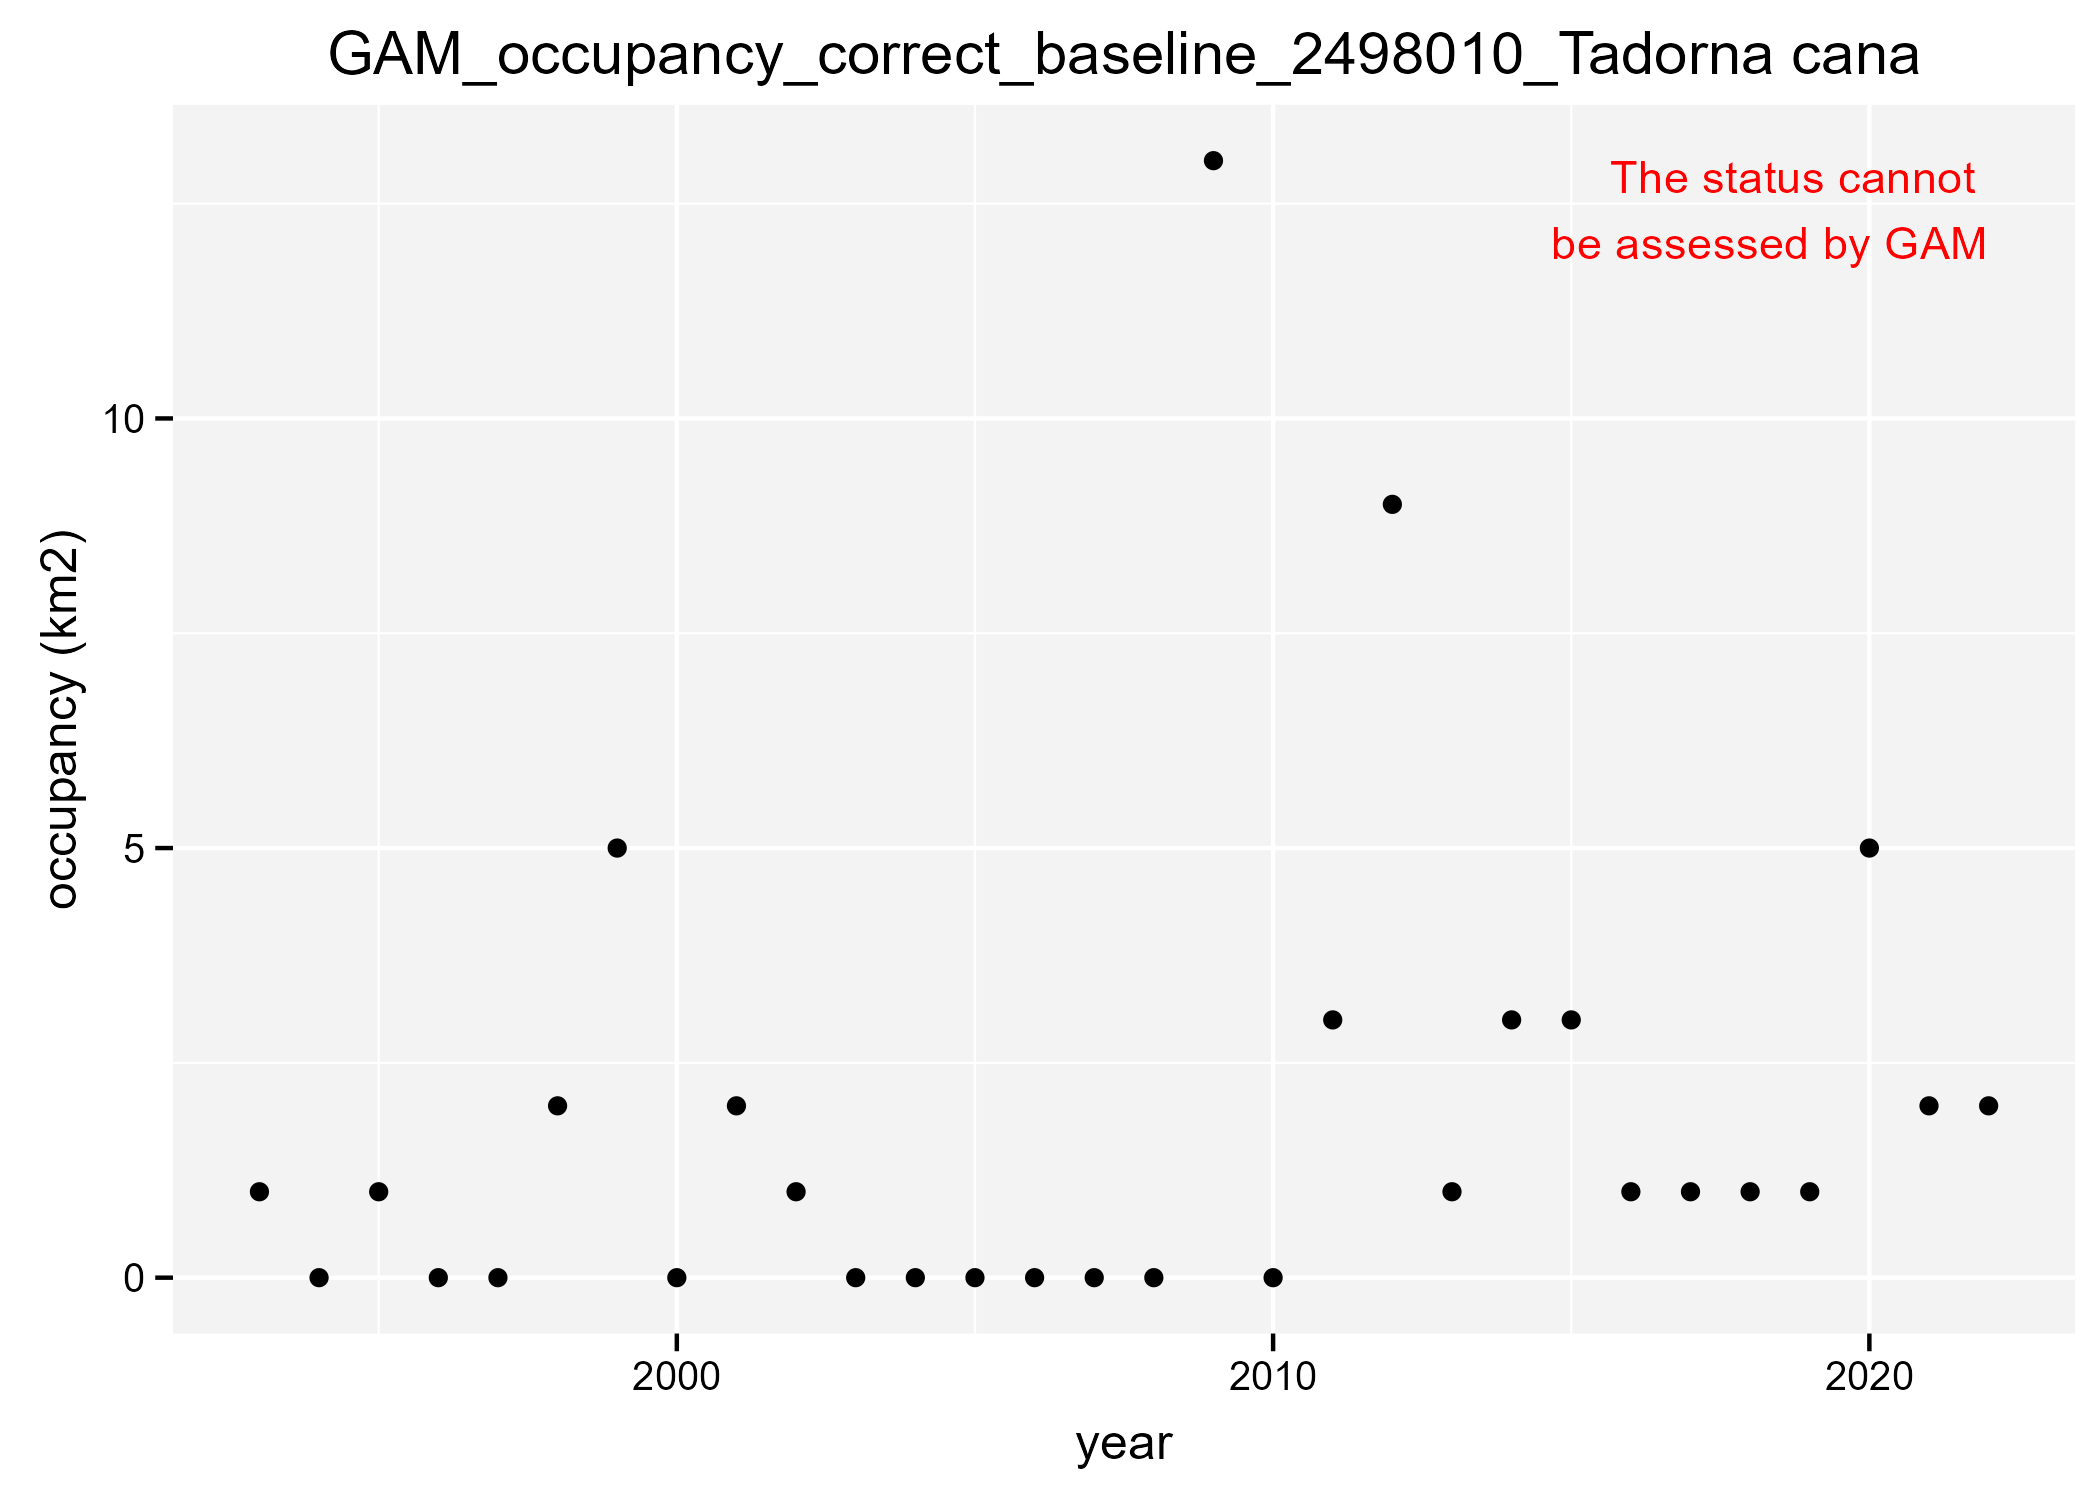 GAM_occupancy_correct_baseline_2498010_Tadorna cana
The status cannot
be assessed by GAM
10
5
0
occupancy (km2)
2000 2010 2020
year